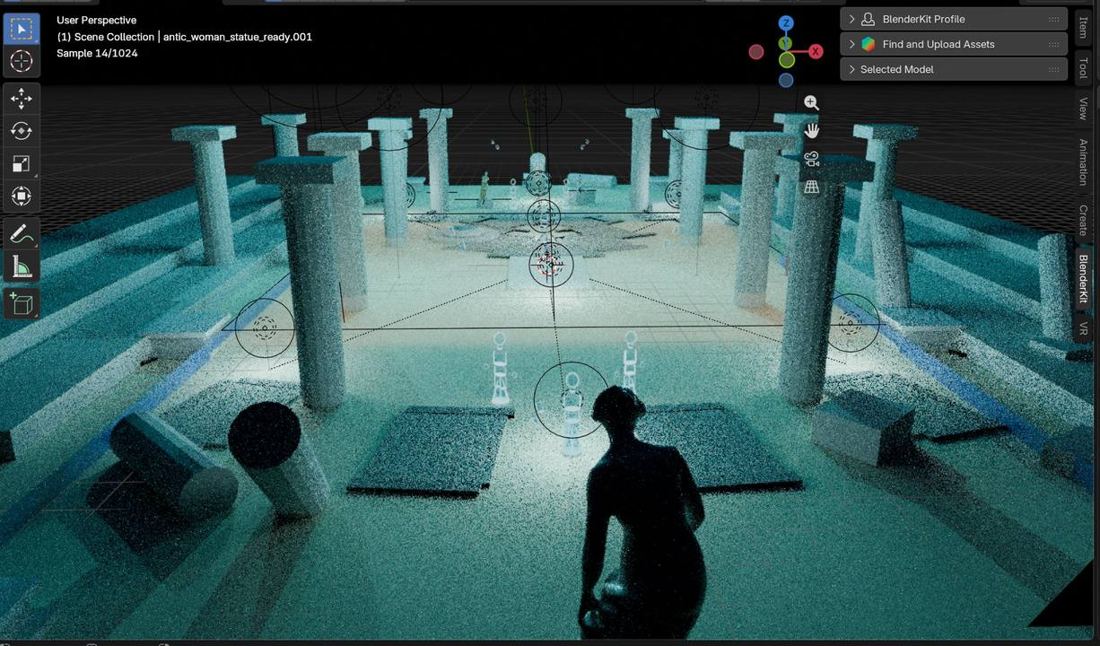 User Perspective
(1) Scene Collection | antic_woman_statue_ready.001
Sample 14/1024
Z
Y
X
BlenderKit Profile
Find and Upload Assets
Selected Model
Item
Tool
View
Animation
Create
BlenderKit
VR